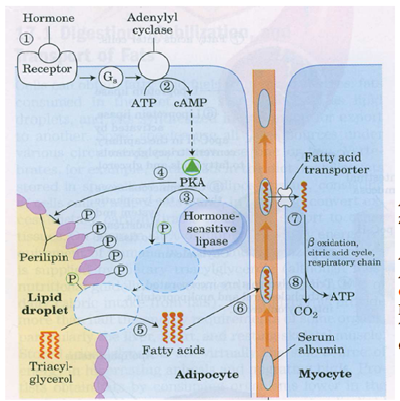 Hormone
Adenylyl
cyclase
①
Receptor
Gs
②
ATP
cAMP
Fatty acid
transporter
④
PKA
③
⑦
P
P
P
P
P
P
Hormone-
sensitive
lipase
β oxidation,
citric acid cycle,
respiratory chain
Perilipin
P
⑧
ATP
Lipid
droplet
⑥
CO2
⑤
Fatty acids
Serum
albumin
Triacyl-
glycerol
Adipocyte
Myocyte